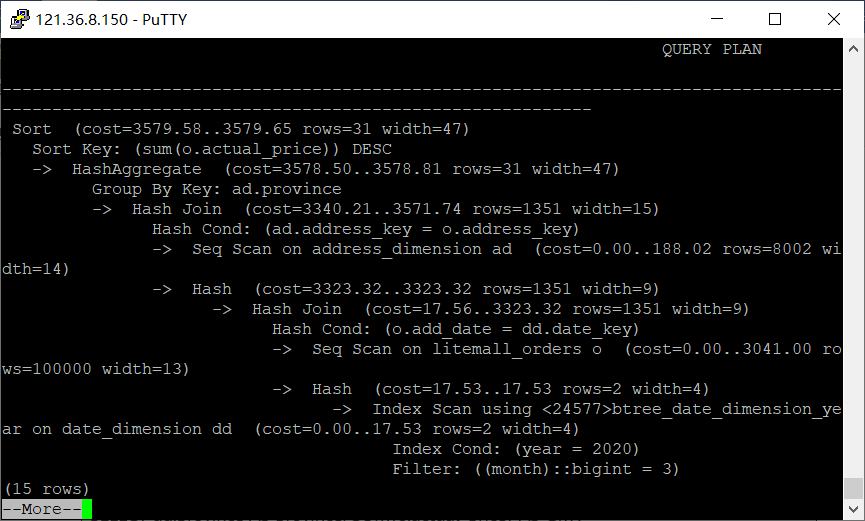 121.36.8.150 - PuTTY
QUERY PLAN
------------------------------------------------------------------------------------
-----------------------------------------------------------
Sort  (cost=3579.58..3579.65 rows=31 width=47)
Sort Key: (sum(o.actual_price)) DESC
->  HashAggregate  (cost=3578.50..3578.81 rows=31 width=47)
Group By Key: ad.province
->  Hash Join  (cost=3340.21..3571.74 rows=1351 width=15)
Hash Cond: (ad.address_key = o.address_key)
->  Seq Scan on address_dimension ad  (cost=0.00..188.02 rows=8002 wi
dth=14)
->  Hash  (cost=3323.32..3323.32 rows=1351 width=9)
->  Hash Join  (cost=17.56..3323.32 rows=1351 width=9)
Hash Cond: (o.add_date = dd.date_key)
->  Seq Scan on litemall_orders o  (cost=0.00..3041.00 ro
ws=100000 width=13)
->  Hash  (cost=17.53..17.53 rows=2 width=4)
->  Index Scan using <24577>btree_date_dimension_ye
ar on date_dimension dd  (cost=0.00..17.53 rows=2 width=4)
Index Cond: (year = 2020)
Filter: ((month)::bigint = 3)
(15 rows)
--More--